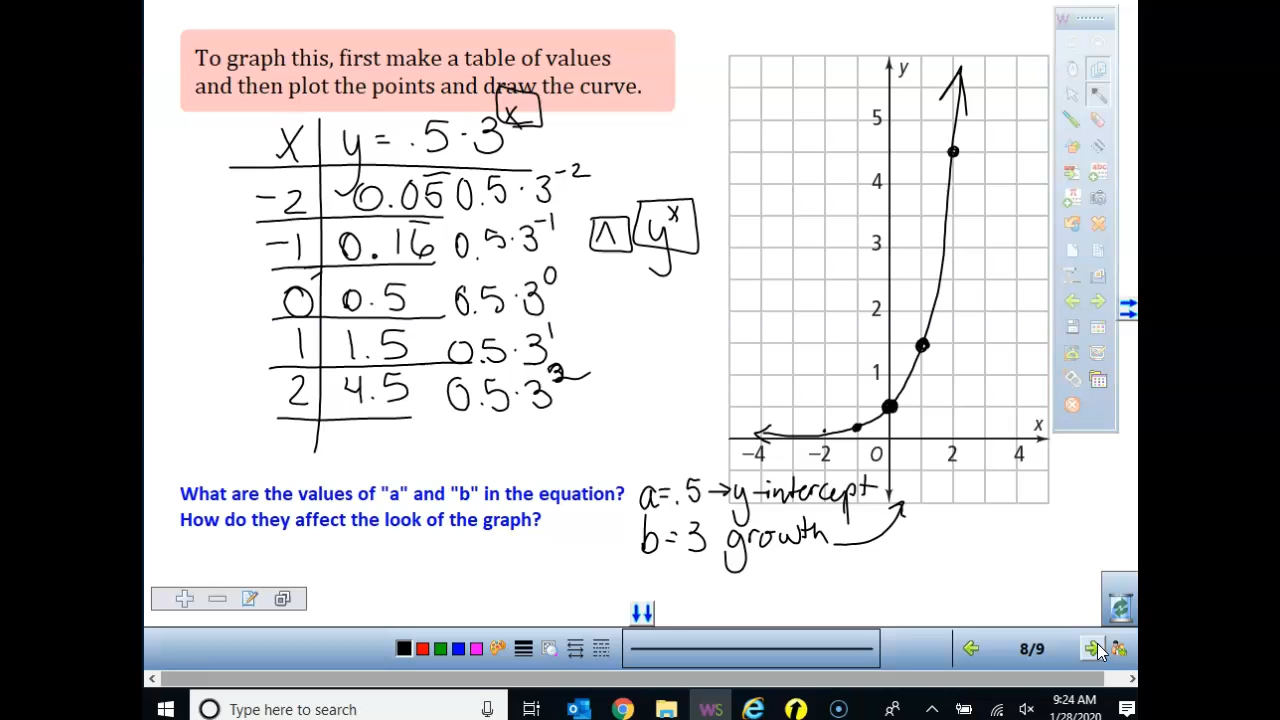 To graph this, first make a table of values
and then plot the points and draw the curve.
x y = .5 · 3^x
-2 0.05̅ 0.5 · 3^-2
-1 0.16̅ 0.5 · 3^-1
0 0.5 0.5 · 3^0
1 1.5 0.5 · 3^1
2 4.5 0.5 · 3^2
^ y^x
y
5
4
3
2
1
x
-4 -2 O 2 4
What are the values of "a" and "b" in the equation?
How do they affect the look of the graph?
a = .5 → y-intercept
b = 3 growth
8/9
Type here to search
WS
9:24 AM
1/28/2020